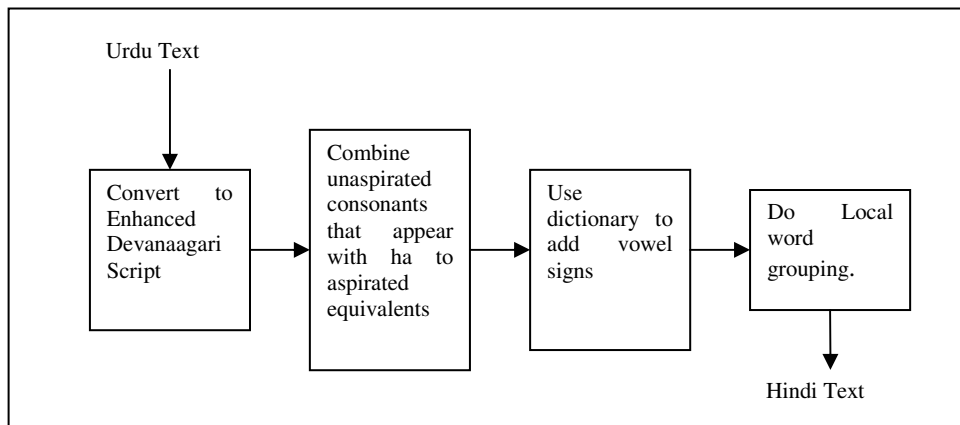 Urdu Text
Convert to
Enhanced
Devanaagari
Script
Combine
unaspirated
consonants
that appear
with ha to
aspirated
equivalents
Use
dictionary to
add vowel
signs
Do Local
word
grouping.
Hindi Text